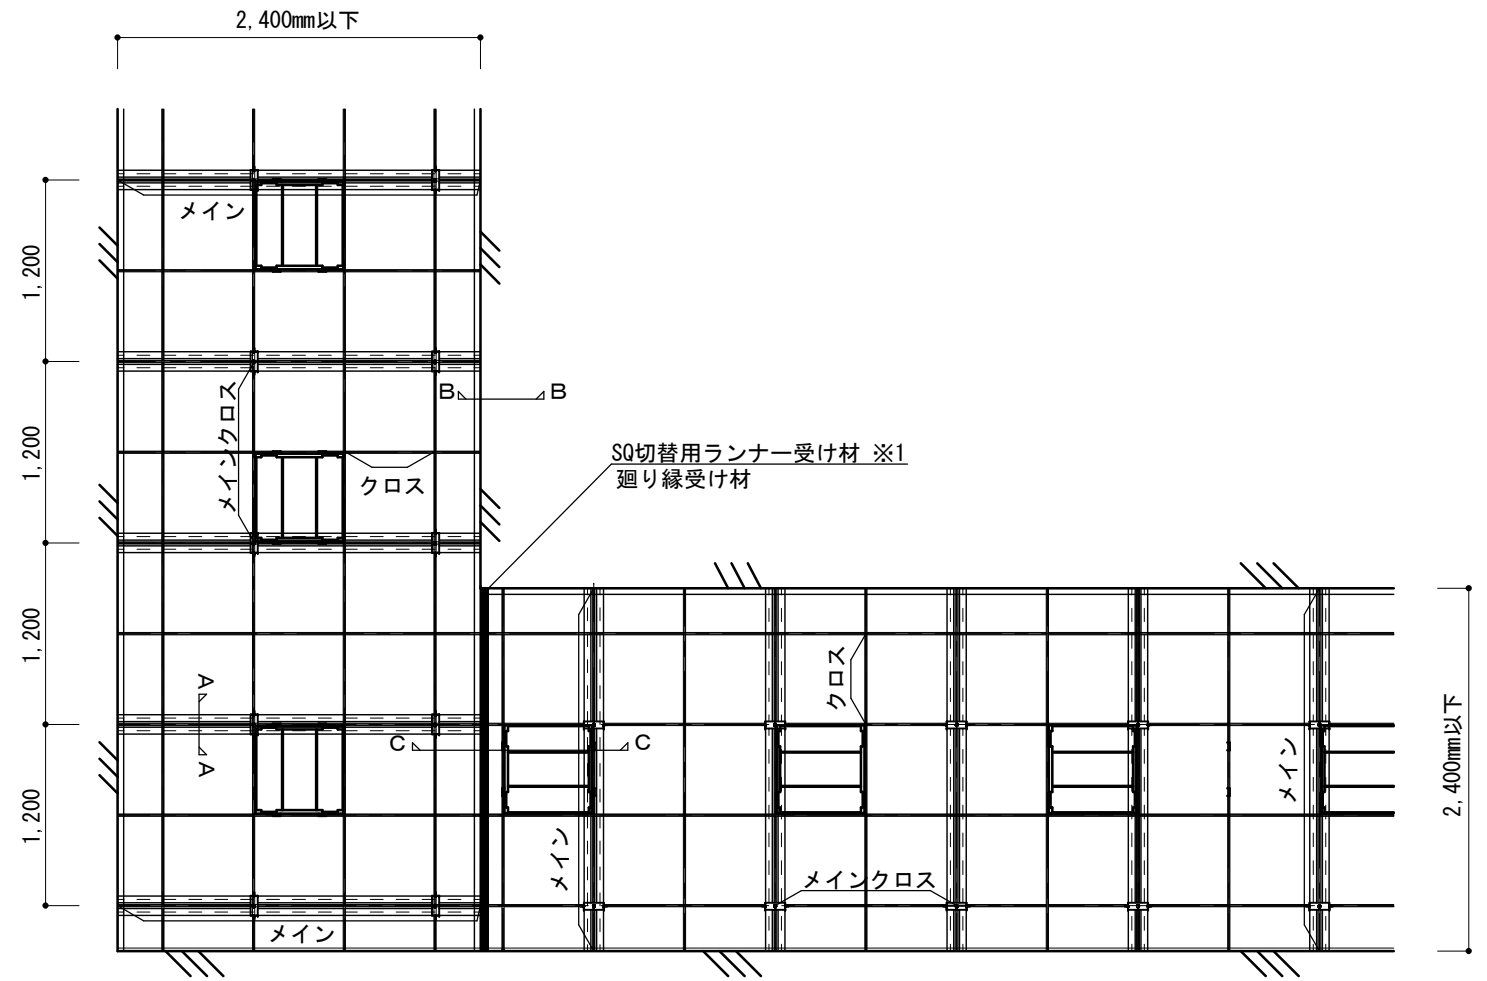 2,400mm以下
メイン
1,200
メインクロス
B B
1,200
クロス
SQ切替用ランナー受け材 ※1
廻り縁受け材
1,200
A
A
C C
クロス
メイン
2,400mm以下
1,200
メイン
メインクロス
メイン